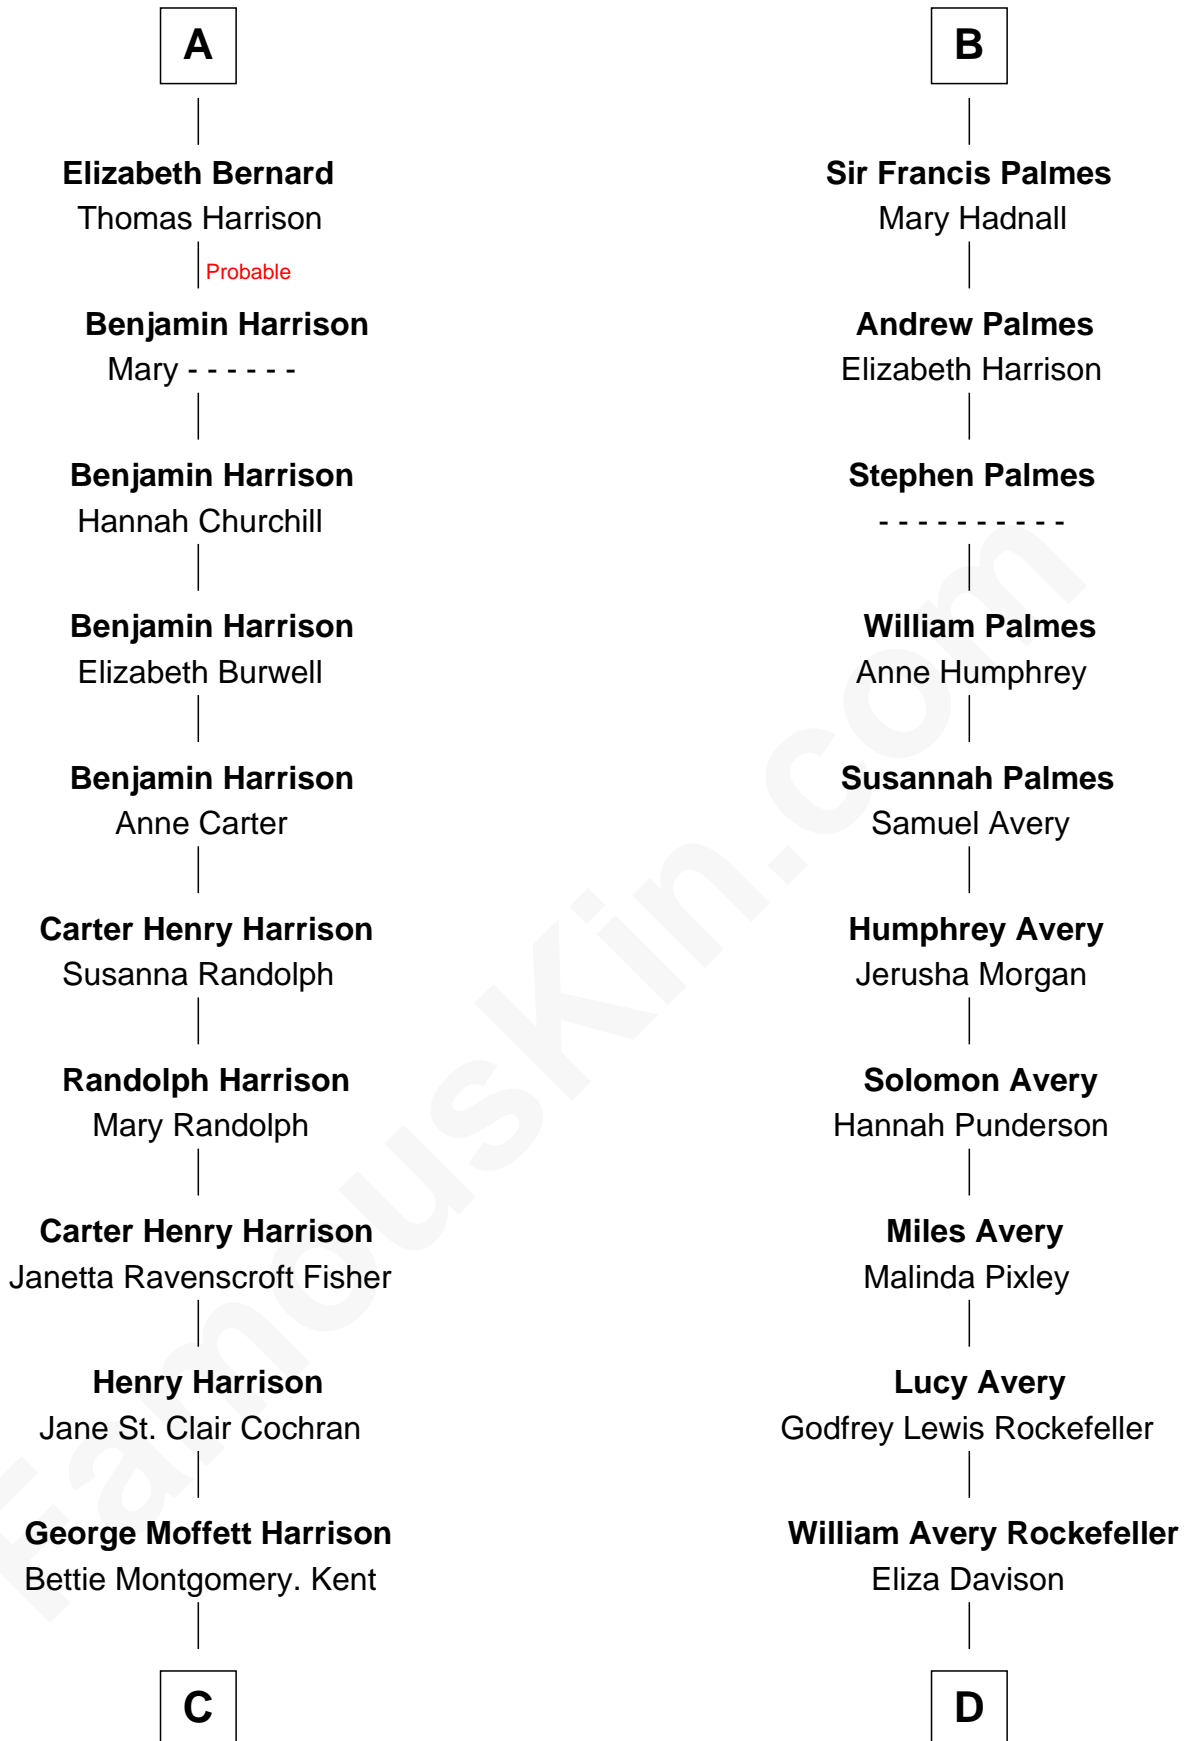 A
Elizabeth Bernard
Thomas Harrison
Probable
Benjamin Harrison
Mary - - - - - -
Benjamin Harrison
Hannah Churchill
Benjamin Harrison
Elizabeth Burwell
Benjamin Harrison
Anne Carter
Carter Henry Harrison
Susanna Randolph
Randolph Harrison
Mary Randolph
Carter Henry Harrison
Janetta Ravenscroft Fisher
Henry Harrison
Jane St. Clair Cochran
George Moffett Harrison
Bettie Montgomery. Kent
C
B
Sir Francis Palmes
Mary Hadnall
Andrew Palmes
Elizabeth Harrison
Stephen Palmes
- - - - - - - - - -
William Palmes
Anne Humphrey
Susannah Palmes
Samuel Avery
Humphrey Avery
Jerusha Morgan
Solomon Avery
Hannah Punderson
Miles Avery
Malinda Pixley
Lucy Avery
Godfrey Lewis Rockefeller
William Avery Rockefeller
Eliza Davison
D
FamousKin.com